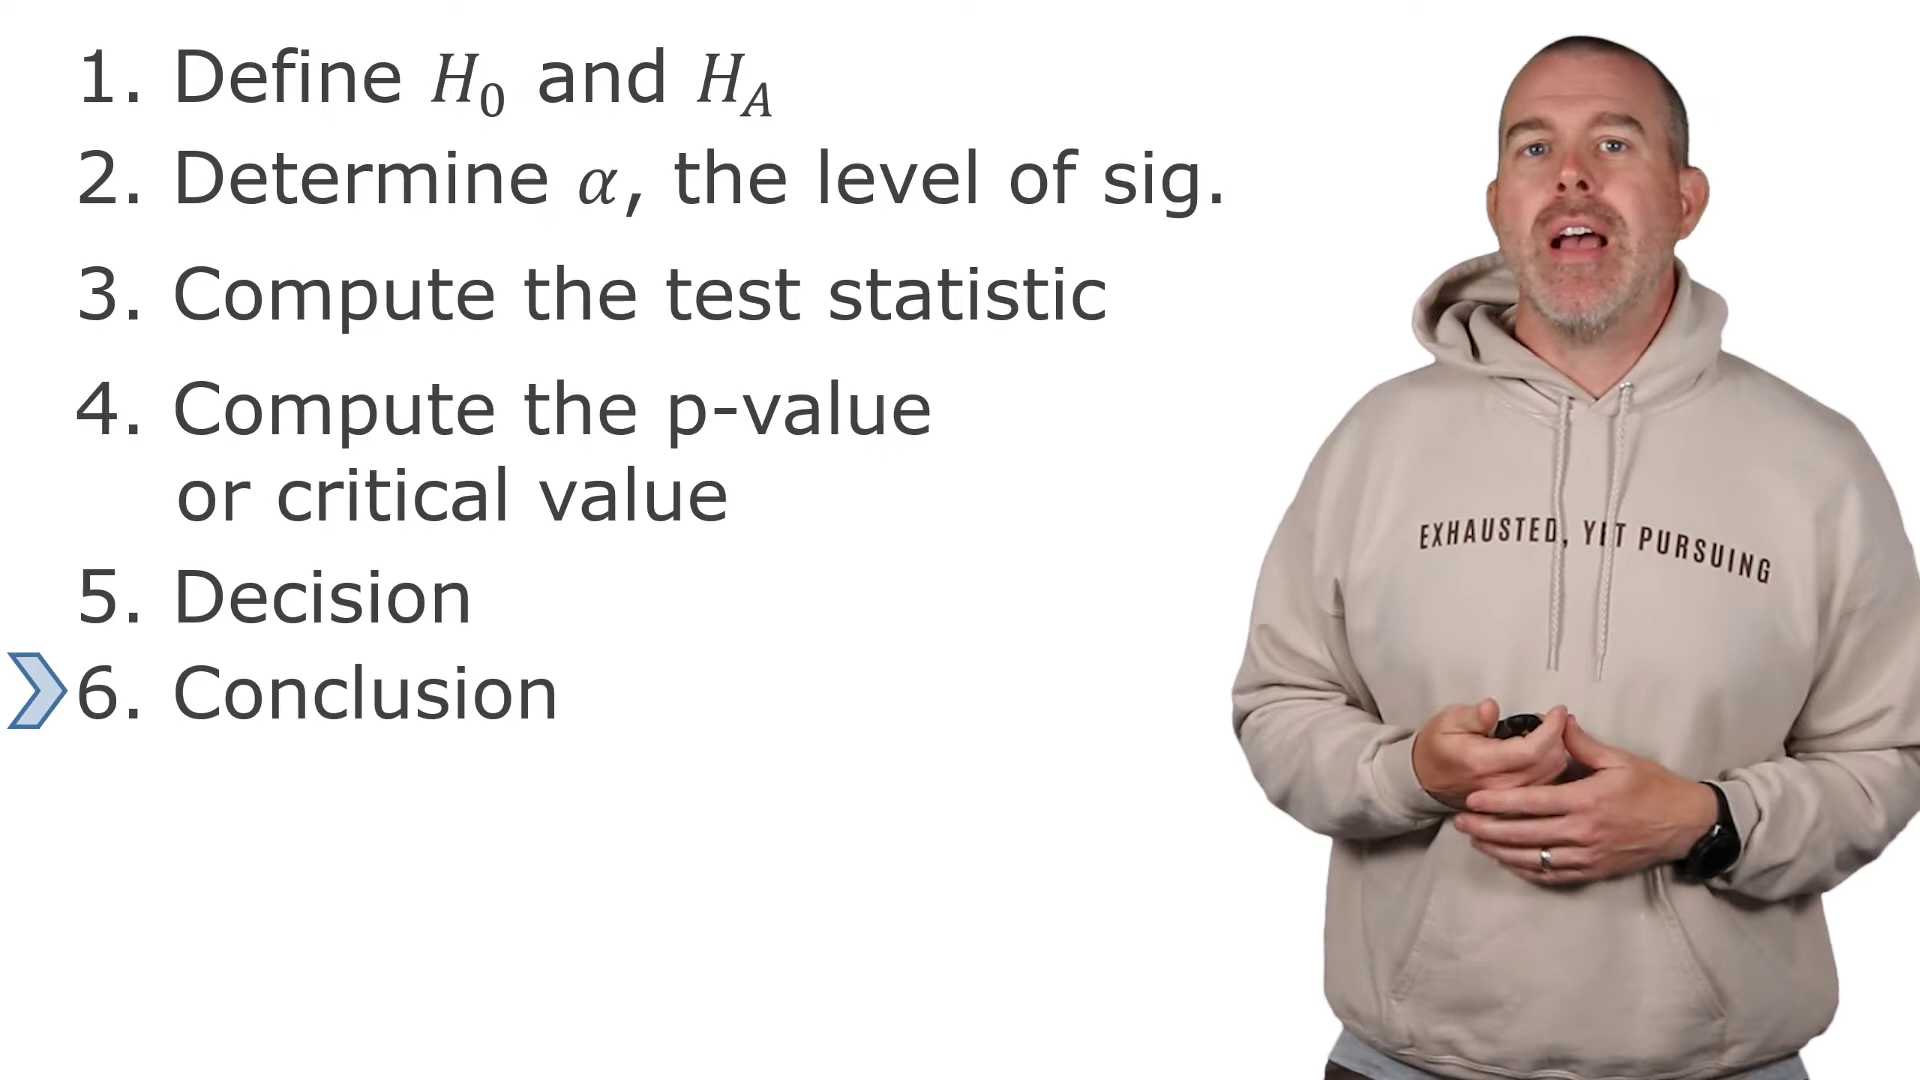 1. Define H₀ and H_A
2. Determine α, the level of sig.
3. Compute the test statistic
4. Compute the p-value
or critical value
5. Decision
6. Conclusion
EXHAUSTED, YET PURSUING